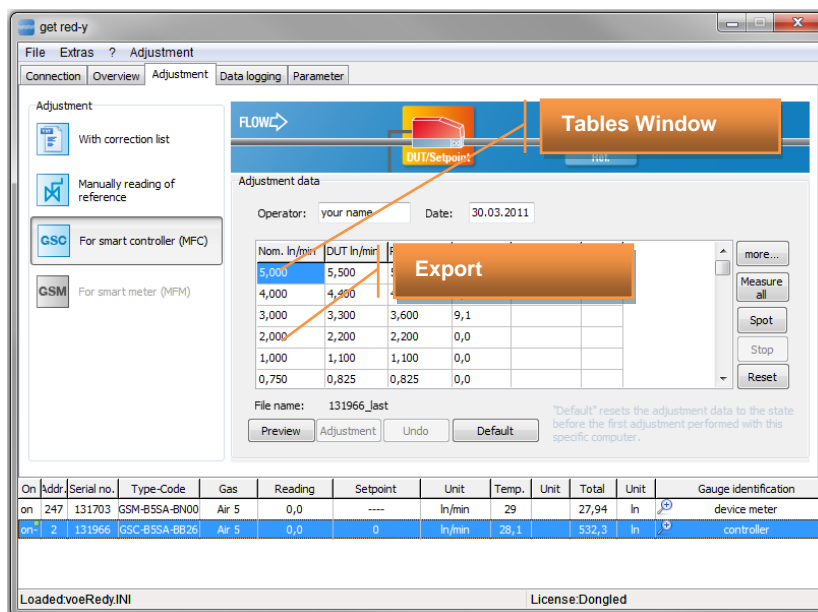 get red-y
File Extras ? Adjustment
Connection Overview Adjustment Data logging Parameter
Adjustment
With correction list
Manually reading of
reference
GSC For smart controller (MFC)
GSM For smart meter (MFM)
FLOW
DUT/Setpoint
Tables Window
Adjustment data
Operator: your name Date: 30.03.2011
Nom. ln/min DUT ln/min
5,000 5,500
4,000 4,400
3,000 3,300 3,600 9,1
2,000 2,200 2,200 0,0
1,000 1,100 1,100 0,0
0,750 0,825 0,825 0,0
Export
more...
Measure
all
Spot
Stop
Reset
File name: 131966_last
Preview Adjustment Undo Default
"Default" resets the adjustment data to the state
before the first adjustment performed with this
specific computer.
On Addr. Serial no. Type-Code Gas Reading Setpoint Unit Temp. Unit Total Unit Gauge identification
on 247 131703 GSM-B5SA-BN00 Air 5 0,0 ---- ln/min 29 27,94 ln device meter
on- 2 131966 GSC-B5SA-BB26 Air 5 0,0 0 ln/min 28,1 532,3 ln controller
Loaded:voeRedy.INI License:Dongled